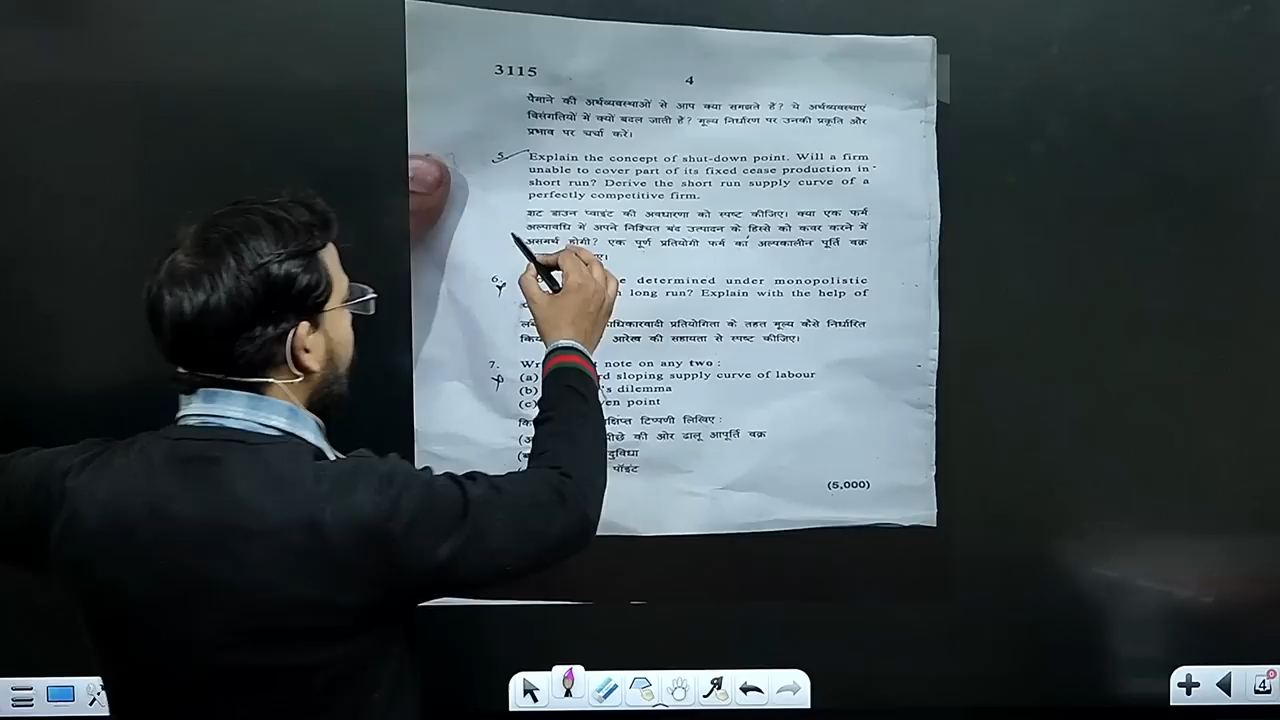 3115
4
पैमाने की अर्थव्यवस्थाओं से आप क्या समझते हैं? ये अर्थव्यवस्थाएं
विसंगतियों में क्यों बदल जाती हैं? मूल्य निर्धारण पर उनकी प्रकृति और
प्रभाव पर चर्चा करें।
5. Explain the concept of shut-down point. Will a firm
unable to cover part of its fixed cease production in
short run? Derive the short run supply curve of a
perfectly competitive firm.
शट डाउन प्वाइंट की अवधारणा को स्पष्ट कीजिए। क्या एक फर्म
अल्पावधि में अपने निश्चित बंद उत्पादन के हिस्से को कवर करने में
असमर्थ होगी? एक पूर्ण प्रतियोगी फर्म का अल्पकालीन पूर्ति वक्र
6. determined under monopolistic
long run? Explain with the help of
प्रतियोगिता के तहत मूल्य कैसे निर्धारित
आरेख की सहायता से स्पष्ट कीजिए।
7. note on any two :
(a) sloping supply curve of labour
(b) dilemma
(c) point
टिप्पणी लिखिए :
की ओर ढालू आपूर्ति वक्र
दुविधा
पॉइंट
(5,000)
4